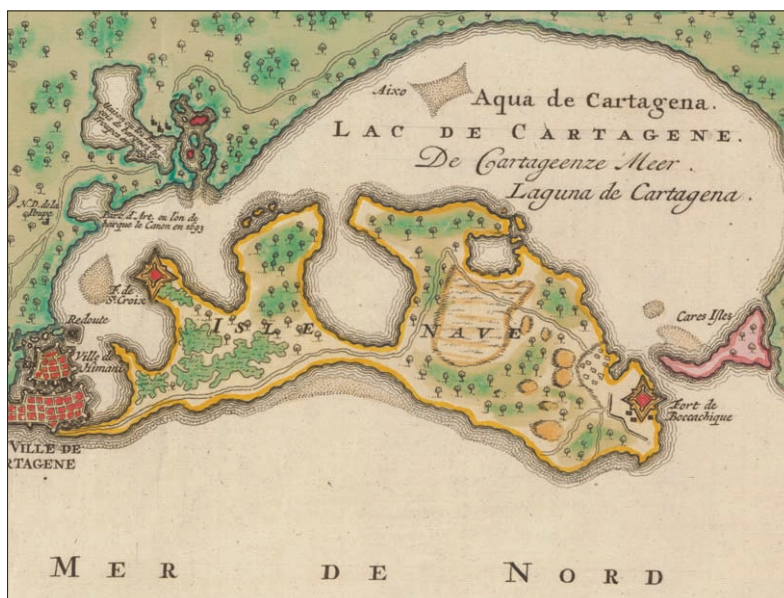 Aixo
Aqua de Cartagena.
LAC DE CARTAGENE.
De Cartageenze Meer.
Laguna de Cartagena.
N.D. de la
Parc d'Art. ou l'on de
barque le Canon en 1693
F. de
St. Croix
ISLE NAVE
Cares Isles
Redoute
Ville de
Himani
Fort de
Boccachique
VILLE DE
RTAGENE
MER DE NORD